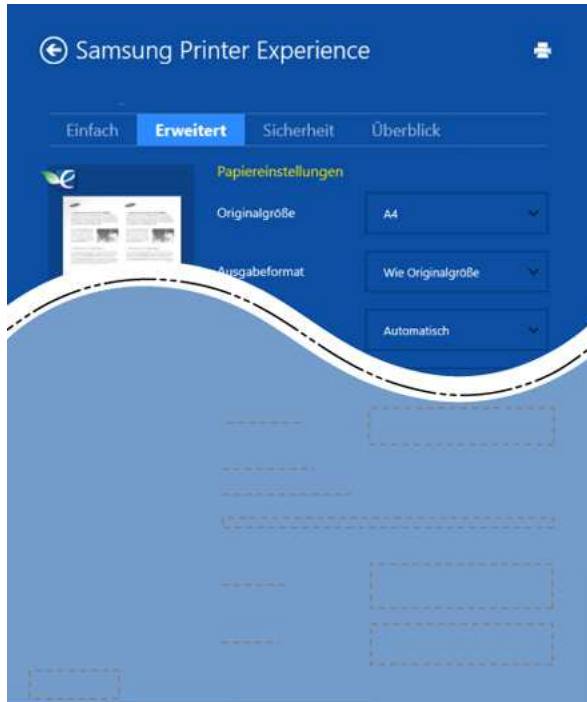 Samsung Printer Experience
Einfach Erweitert Sicherheit Überblick
Papiereinstellungen
Originalgröße A4
Ausgabeformat Wie Originalgröße
Automatisch